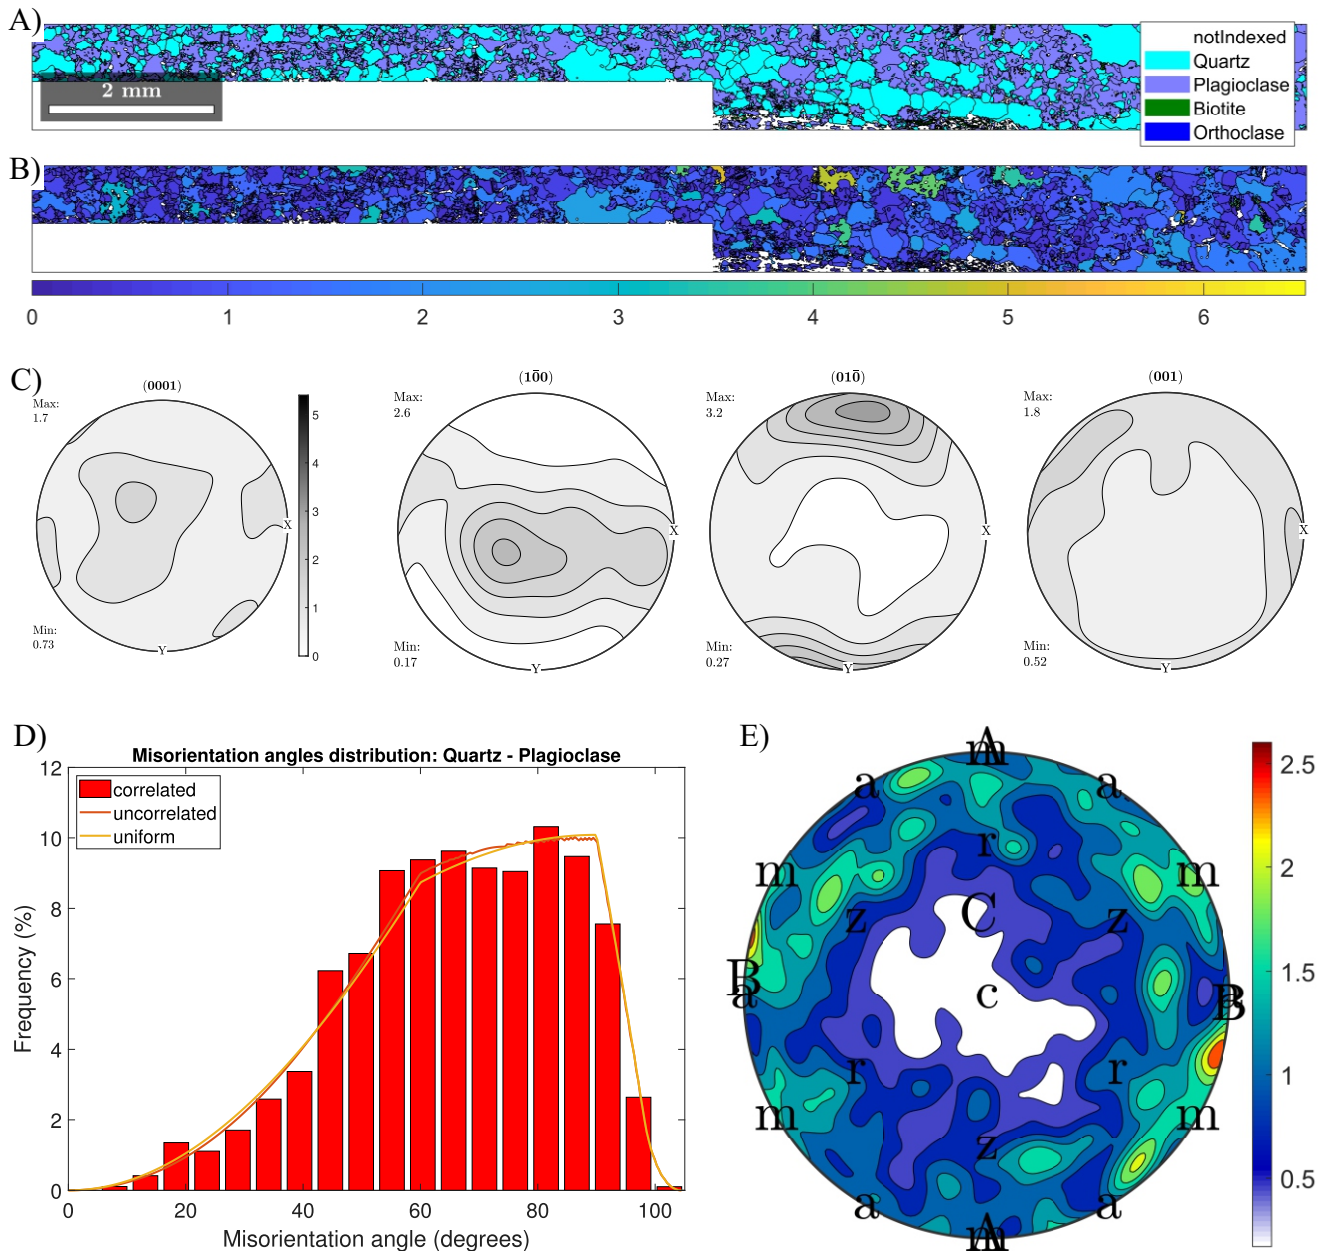 A)
notIndexed
Quartz
Plagioclase
Biotite
Orthoclase
2 mm
B)
0 1 2 3 4 5 6
C)
(0001)
Max:
1.7
Min:
0.73
X
Y
5
4
3
2
1
0
(11̄00)
Max:
2.6
Min:
0.17
X
Y
(011̄0)
Max:
3.2
Min:
0.27
X
Y
(001)
Max:
1.8
Min:
0.52
X
Y
D)
Misorientation angles distribution: Quartz - Plagioclase
correlated
uncorrelated
uniform
Frequency (%)
12
10
8
6
4
2
0
0 20 40 60 80 100
Misorientation angle (degrees)
E)
A
m
a a
m m
r
z C z
B
a
c
a
B
r r
m m
z
a a
A
m
2.5
2
1.5
1
0.5